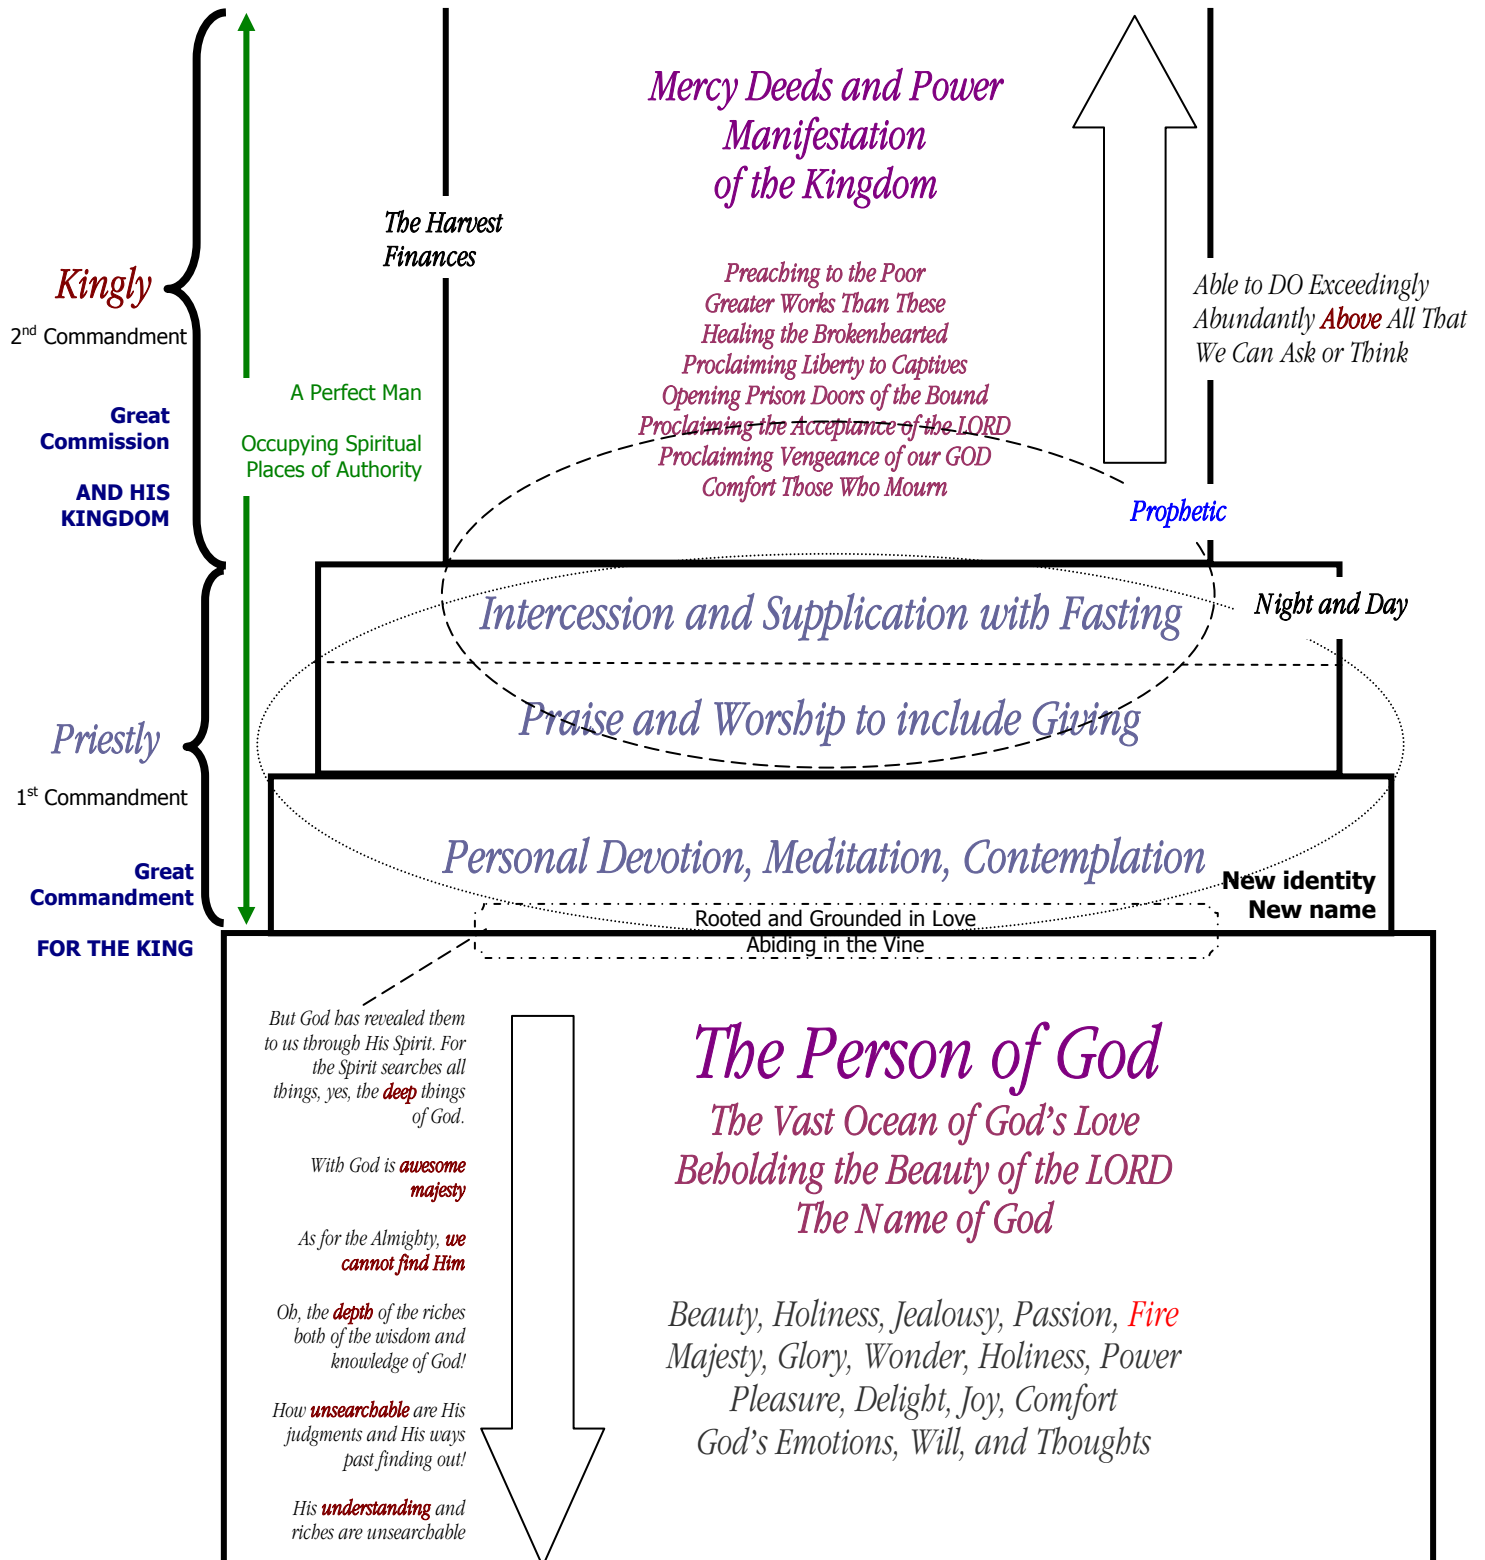 Mercy Deeds and Power
Manifestation
of the Kingdom
The Harvest
Finances
Kingly
2nd Commandment
Great
Commission
AND HIS
KINGDOM
A Perfect Man
Occupying Spiritual
Places of Authority
Preaching to the Poor
Greater Works Than These
Healing the Brokenhearted
Proclaiming Liberty to Captives
Opening Prison Doors of the Bound
Proclaiming the Acceptance of the LORD
Proclaiming Vengeance of our GOD
Comfort Those Who Mourn
Able to DO Exceedingly
Abundantly Above All That
We Can Ask or Think
Prophetic
Intercession and Supplication with Fasting
Night and Day
Praise and Worship to include Giving
Priestly
1st Commandment
Great
Commandment
FOR THE KING
Personal Devotion, Meditation, Contemplation
New identity
New name
Rooted and Grounded in Love
Abiding in the Vine
But God has revealed them
to us through His Spirit. For
the Spirit searches all
things, yes, the deep things
of God.
With God is awesome
majesty
As for the Almighty, we
cannot find Him
Oh, the depth of the riches
both of the wisdom and
knowledge of God!
How unsearchable are His
judgments and His ways
past finding out!
His understanding and
riches are unsearchable
The Person of God
The Vast Ocean of God's Love
Beholding the Beauty of the LORD
The Name of God
Beauty, Holiness, Jealousy, Passion, Fire
Majesty, Glory, Wonder, Holiness, Power
Pleasure, Delight, Joy, Comfort
God's Emotions, Will, and Thoughts